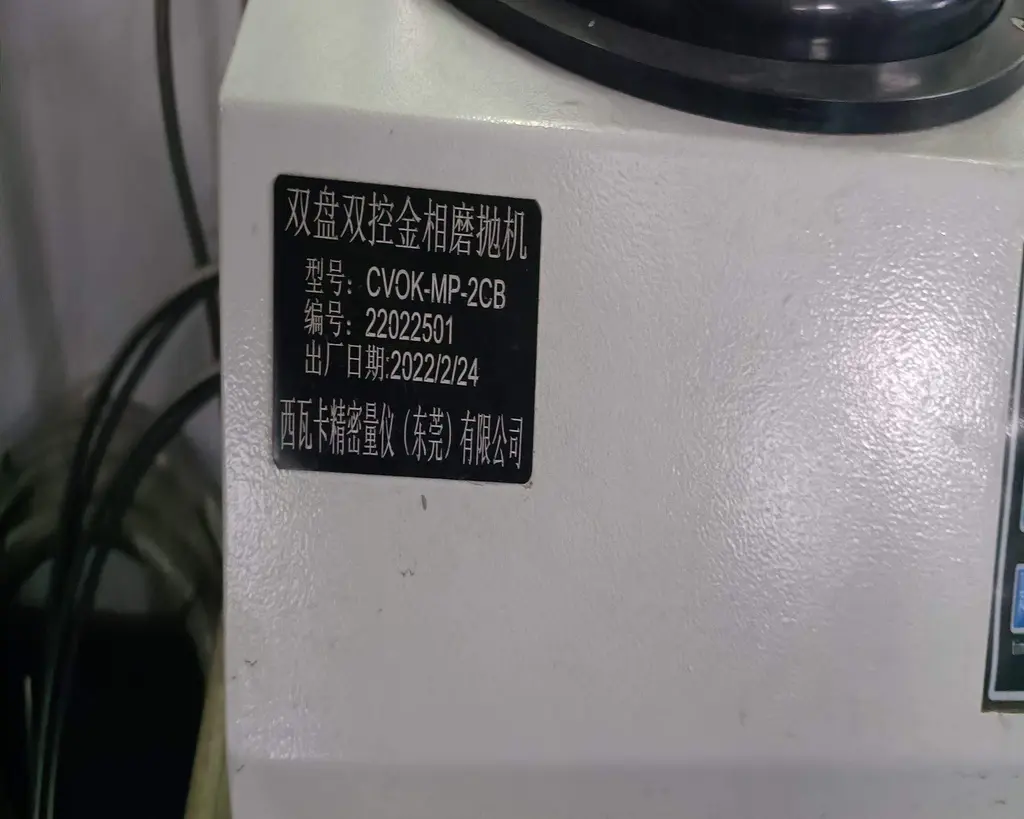 双盘双控金相磨抛机
型号：CVOK-MP-2CB
编号：22022501
出厂日期:2022/2/24
西瓦卡精密量仪（东莞）有限公司